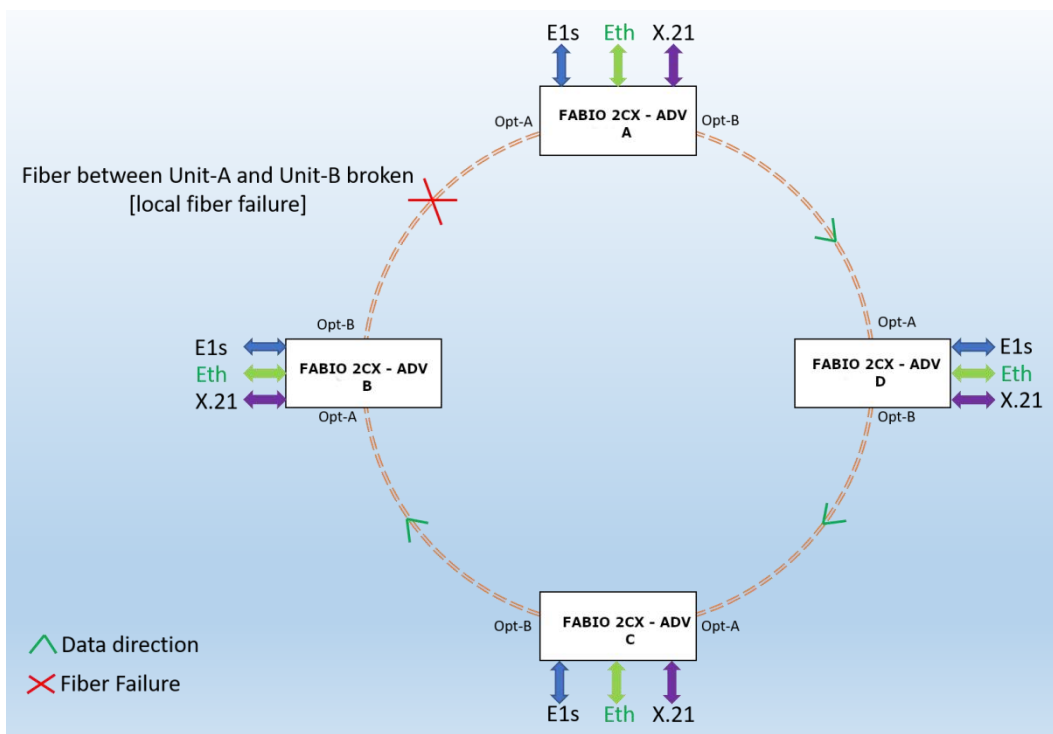 E1s Eth X.21
Opt-A
FABIO 2CX - ADV
A
Opt-B
Fiber between Unit-A and Unit-B broken
[local fiber failure]
Opt-B
E1s
Eth
X.21
FABIO 2CX - ADV
B
Opt-A
Opt-A
FABIO 2CX - ADV
D
E1s
Eth
X.21
Opt-B
Opt-B
FABIO 2CX - ADV
C
Opt-A
E1s Eth X.21
Data direction
Fiber Failure